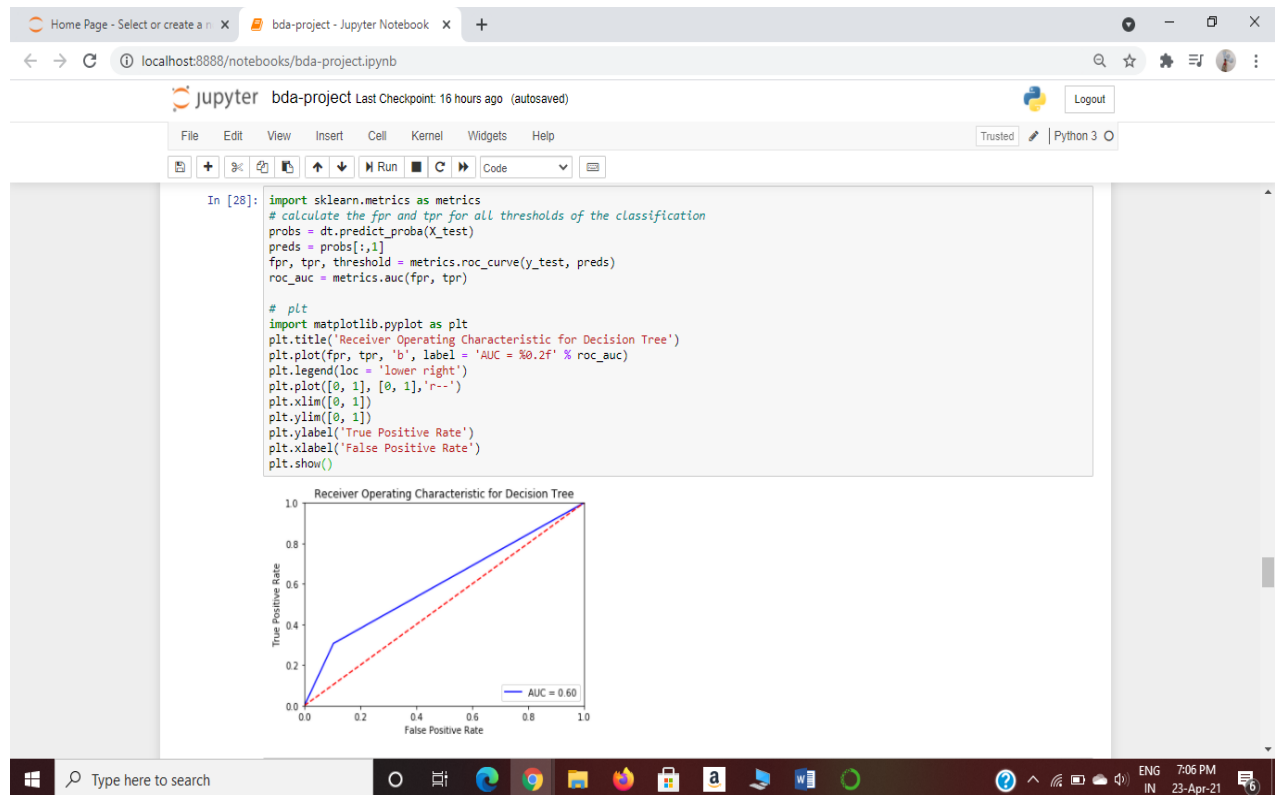 Home Page - Select or create a n
bda-project - Jupyter Notebook
localhost:8888/notebooks/bda-project.ipynb
jupyter bda-project Last Checkpoint: 16 hours ago (autosaved)
Logout
File Edit View Insert Cell Kernel Widgets Help
Trusted Python 3
Run Code
In [28]: import sklearn.metrics as metrics
# calculate the fpr and tpr for all thresholds of the classification
probs = dt.predict_proba(X_test)
preds = probs[:,1]
fpr, tpr, threshold = metrics.roc_curve(y_test, preds)
roc_auc = metrics.auc(fpr, tpr)
# plt
import matplotlib.pyplot as plt
plt.title('Receiver Operating Characteristic for Decision Tree')
plt.plot(fpr, tpr, 'b', label = 'AUC = %0.2f' % roc_auc)
plt.legend(loc = 'lower right')
plt.plot([0, 1], [0, 1],'r--')
plt.xlim([0, 1])
plt.ylim([0, 1])
plt.ylabel('True Positive Rate')
plt.xlabel('False Positive Rate')
plt.show()
Receiver Operating Characteristic for Decision Tree
1.0
0.8
0.6
0.4
0.2
0.0
True Positive Rate
AUC = 0.60
0.0 0.2 0.4 0.6 0.8 1.0
False Positive Rate
Type here to search
a
W
ENG
IN
7:06 PM
23-Apr-21
6